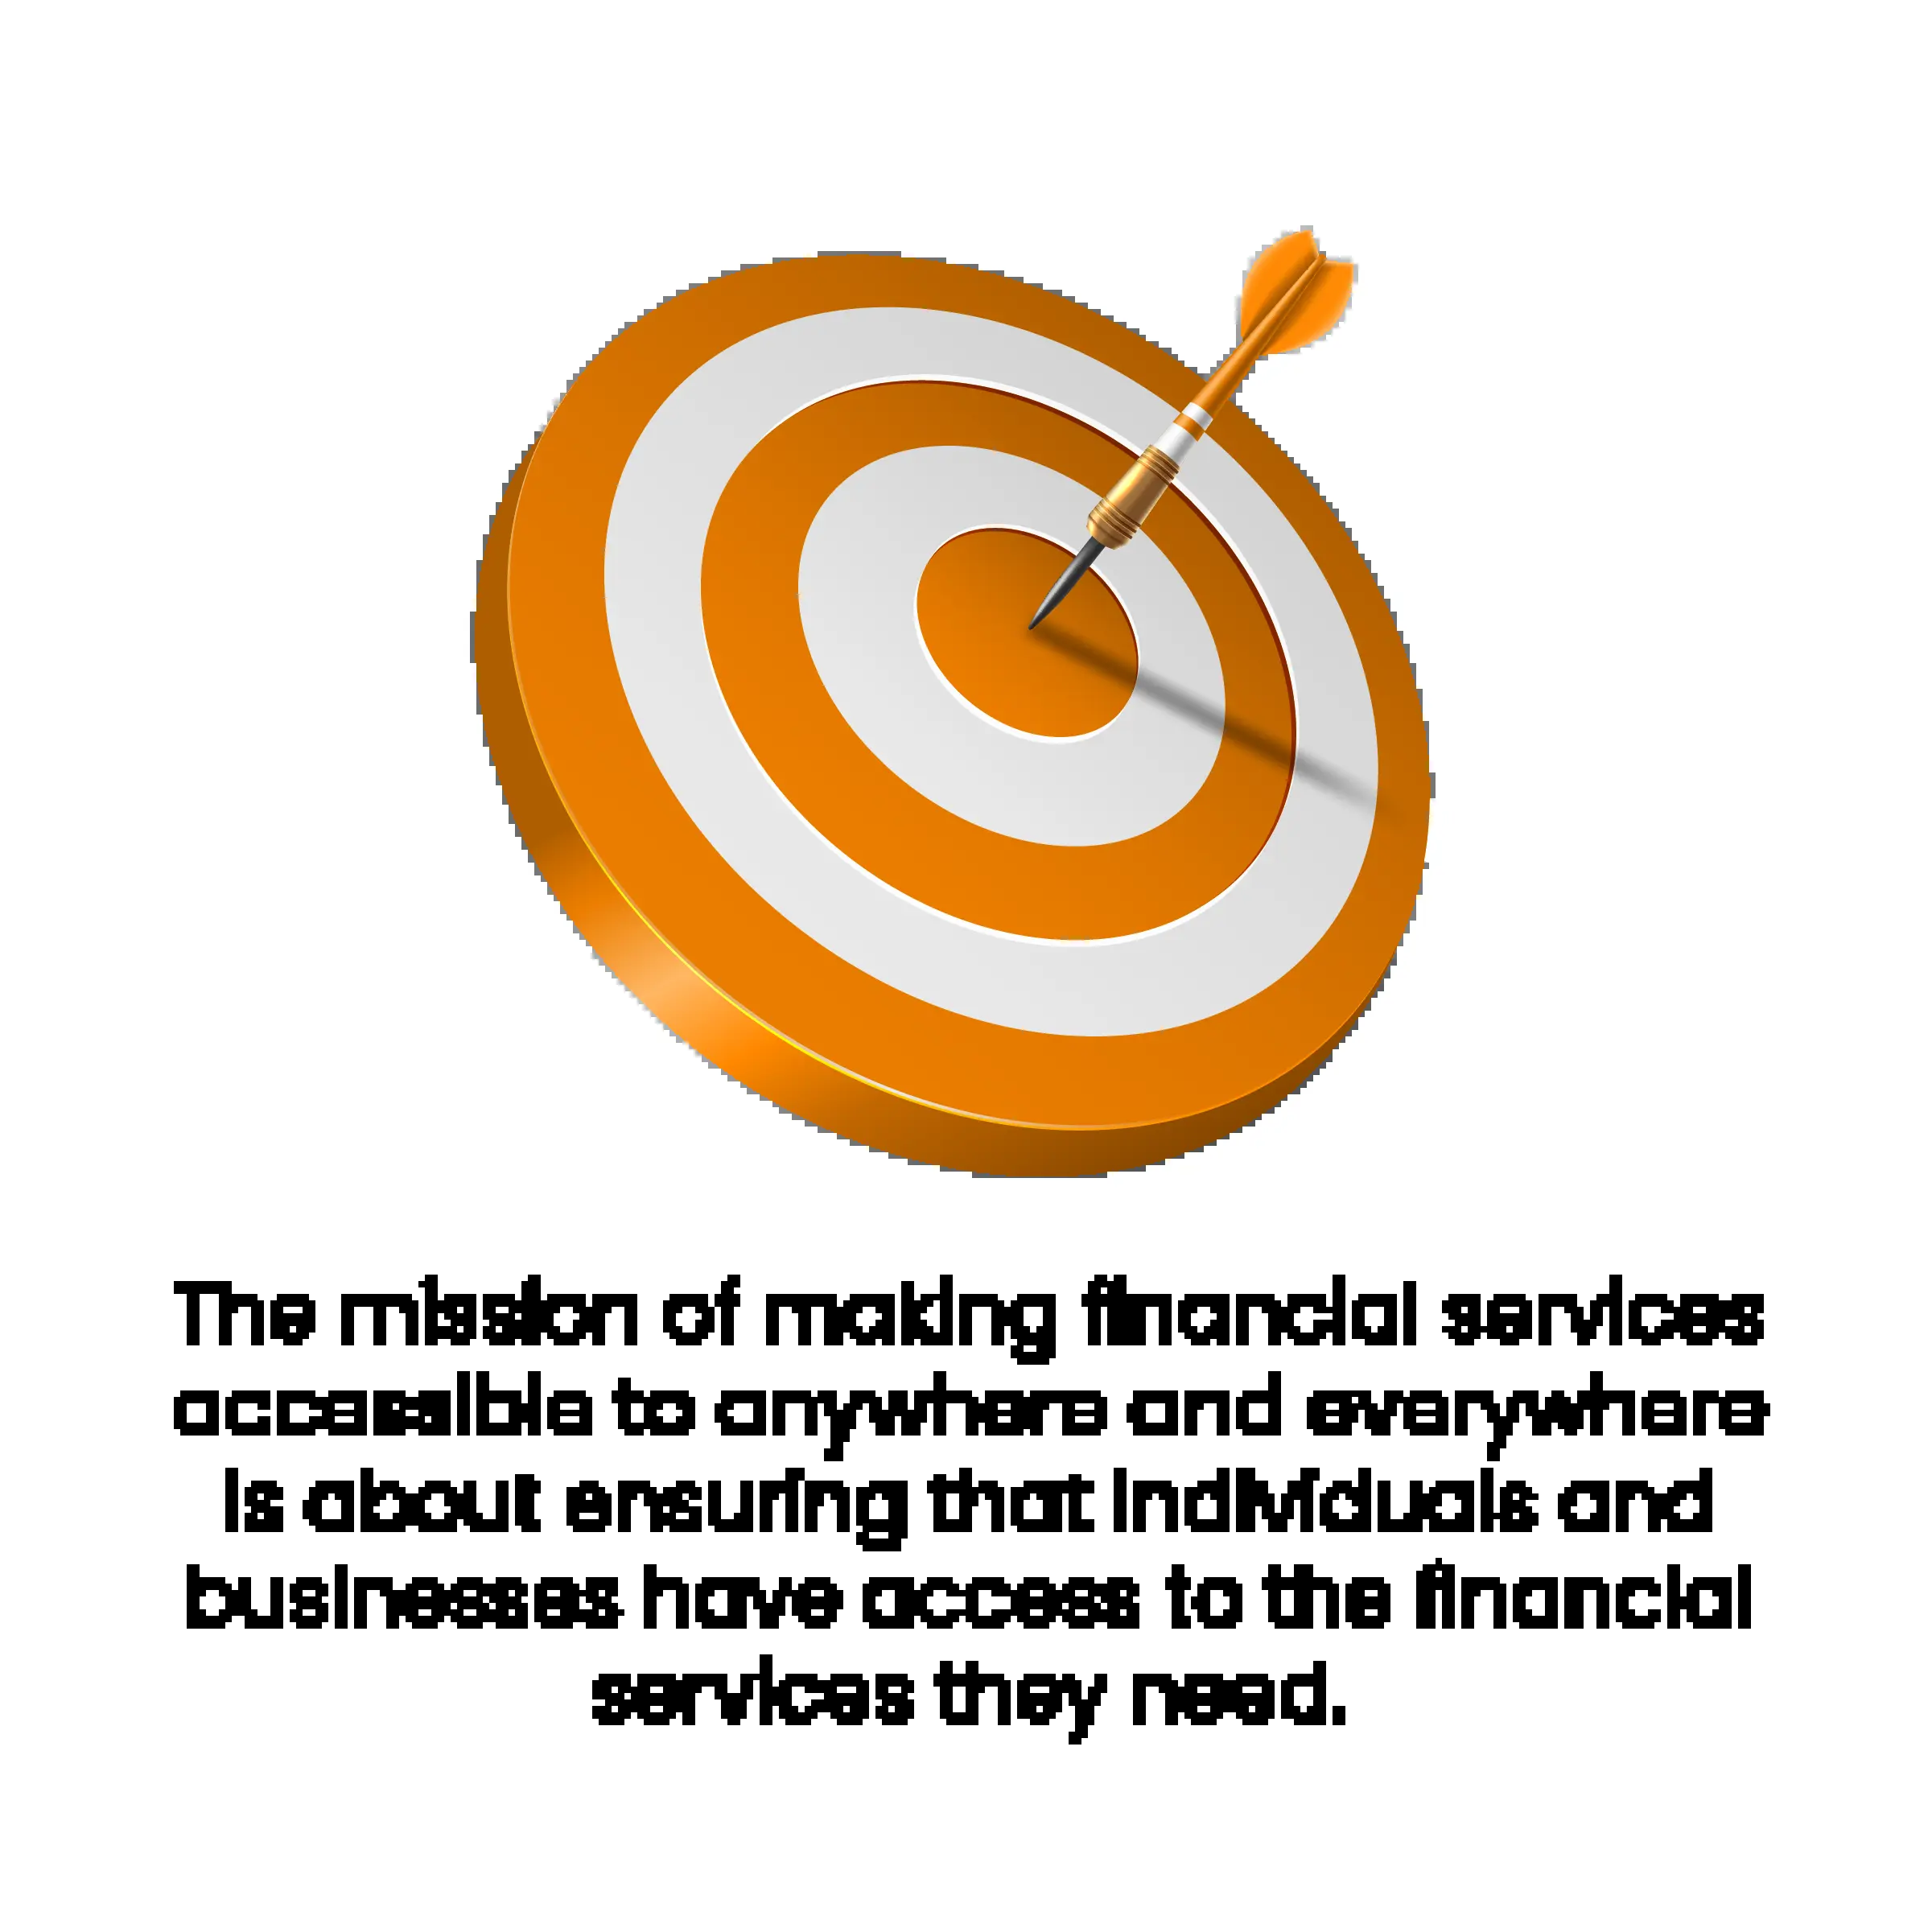 The mission of making financial services
accessible to anywhere and everywhere
is about ensuring that individuals and
businesses have access to the financial
services they need.